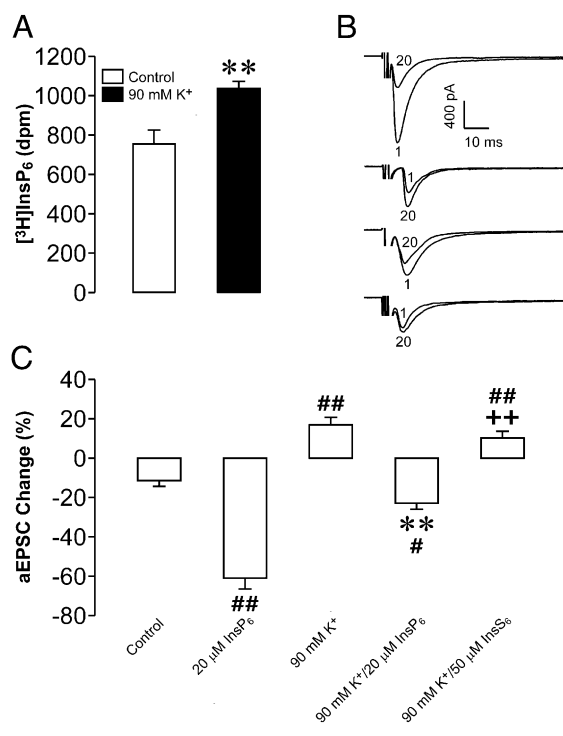 A
1200
1000
800
600
400
200
0
[³H]InsP₆ (dpm)
Control
90 mM K⁺
**
B
20
1
400 pA
10 ms
1
20
20
1
1
20
C
40
20
0
-20
-40
-60
-80
aEPSC Change (%)
##
##
**
#
##
++
Control
20 µM InsP₆
90 mM K⁺
90 mM K⁺/20 µM InsP₆
90 mM K⁺/50 µM InsS₆